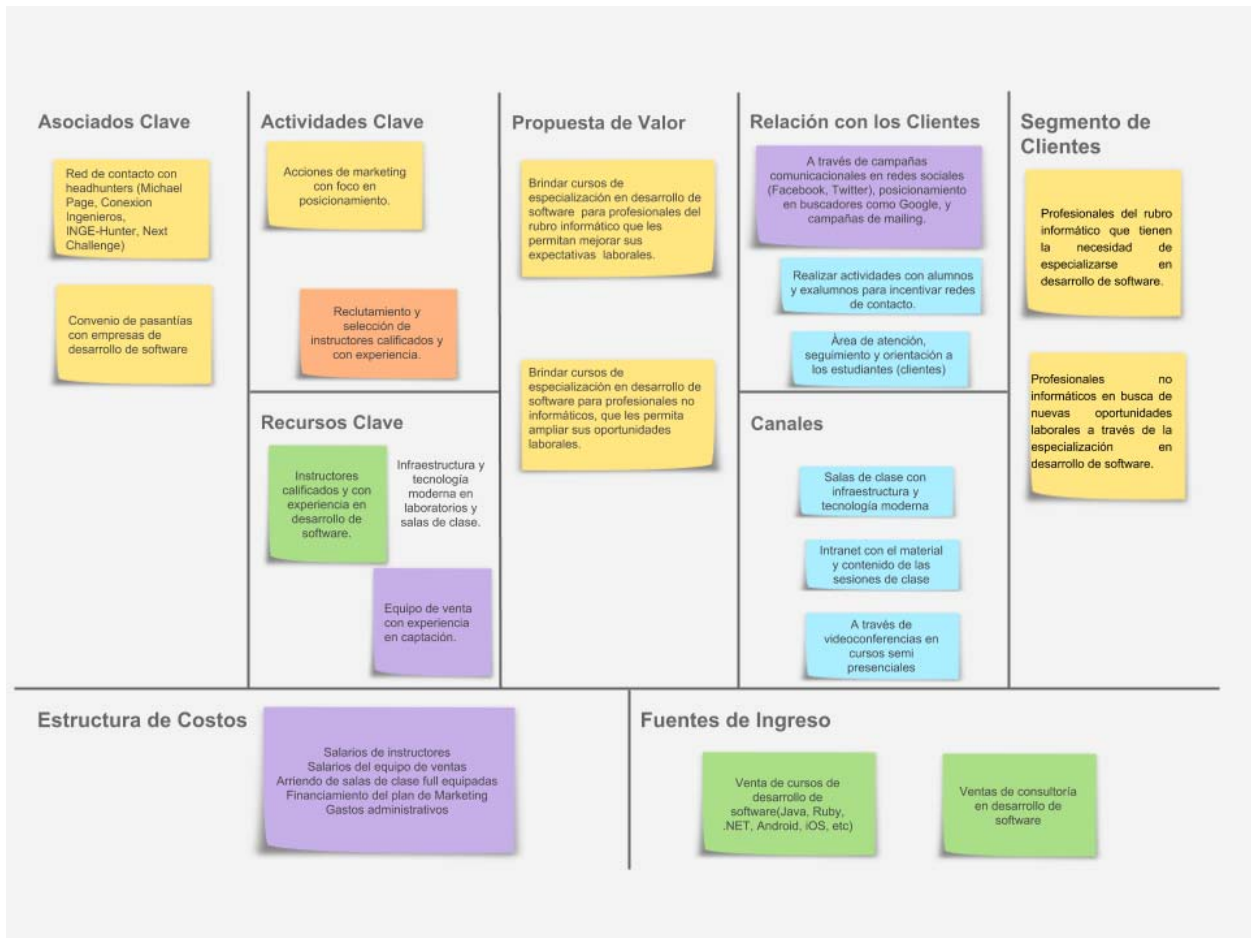 Asociados Clave
Red de contacto con
headhunters (Michael
Page, Conexion
Ingenieros,
INGE-Hunter, Next
Challenge)
Convenio de pasantías
con empresas de
desarrollo de software
Actividades Clave
Acciones de marketing
con foco en
posicionamiento.
Reclutamiento y
selección de
instructores calificados
y con experiencia.
Recursos Clave
Instructores
calificados y con
experiencia en
desarrollo de
software.
Infraestructura y
tecnología
moderna en
laboratorios y
salas de clase.
Equipo de venta
con experiencia
en captación.
Propuesta de Valor
Brindar cursos de
especialización en desarrollo de
software para profesionales del
rubro informático que les
permitan mejorar sus
expectativas laborales.
Brindar cursos de
especialización en desarrollo de
software para profesionales no
informáticos, que les permita
ampliar sus oportunidades
laborales.
Relación con los Clientes
A través de campañas
comunicacionales en redes sociales
(Facebook, Twitter), posicionamiento
en buscadores como Google, y
campañas de mailing.
Realizar actividades con alumnos
y exalumnos para incentivar redes
de contacto.
Àrea de atención,
seguimiento y orientación a
los estudiantes (clientes)
Canales
Salas de clase con
infraestructura y
tecnología moderna
Intranet con el material
y contenido de las
sesiones de clase
A través de
videoconferencias en
cursos semi
presenciales
Segmento de
Clientes
Profesionales del rubro
informático que tienen
la necesidad de
especializarse en
desarrollo de software.
Profesionales no
informáticos en busca de
nuevas oportunidades
laborales a través de la
especialización en
desarrollo de software.
Estructura de Costos
Salarios de instructores
Salarios del equipo de ventas
Arriendo de salas de clase full equipadas
Financiamiento del plan de Marketing
Gastos administrativos
Fuentes de Ingreso
Venta de cursos de
desarrollo de
software(Java, Ruby,
.NET, Android, iOS, etc)
Ventas de consultoría
en desarrollo de
software